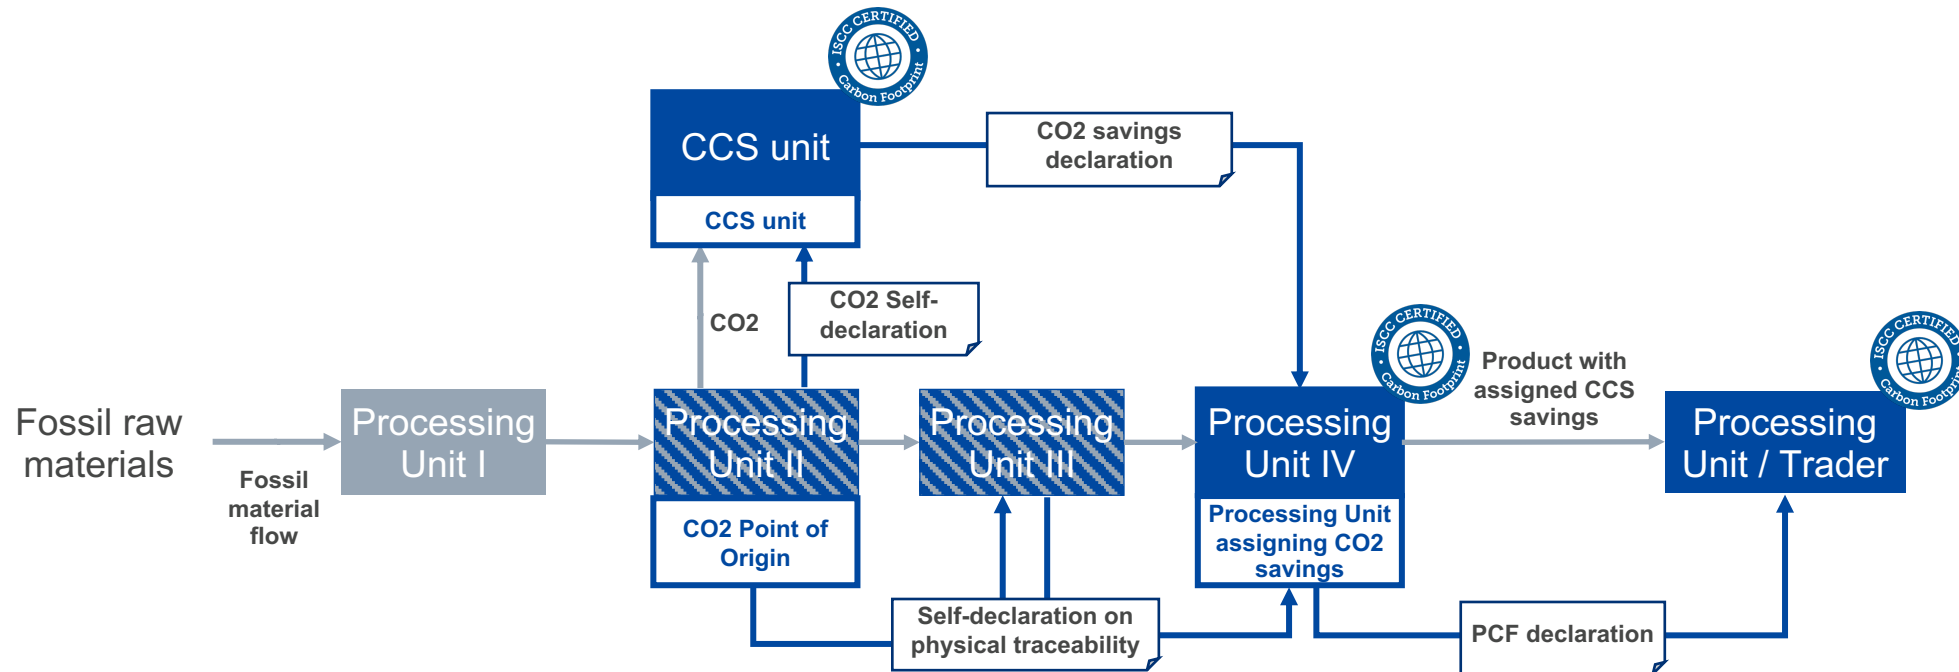 ISCC CERTIFIED
Carbon Footprint
CCS unit
CCS unit
CO2 savings
declaration
CO2
CO2 Self-
declaration
ISCC CERTIFIED
Carbon Footprint
ISCC CERTIFIED
Carbon Footprint
Product with
assigned CCS
savings
Fossil raw
materials
Fossil
material
flow
Processing
Unit I
Processing
Unit II
CO2 Point of
Origin
Processing
Unit III
Processing
Unit IV
Processing Unit
assigning CO2
savings
Processing
Unit / Trader
Self-declaration on
physical traceability
PCF declaration